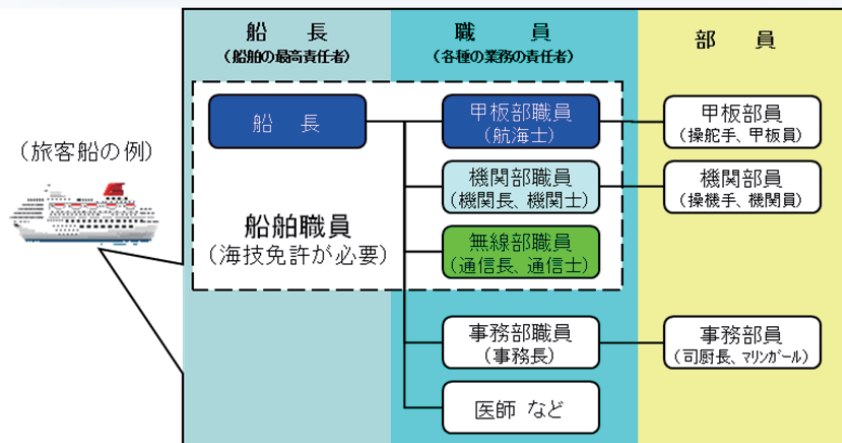 船　長
（船舶の最高責任者）
職　員
（各種の業務の責任者）
部　員
（旅客船の例）
船　長
船舶職員
（海技免許が必要）
甲板部職員
（航海士）
機関部職員
（機関長、機関士）
無線部職員
（通信長、通信士）
事務部職員
（事務長）
医師 など
甲板部員
（操舵手、甲板員）
機関部員
（操機手、機関員）
事務部員
（司厨長、マリンガール）